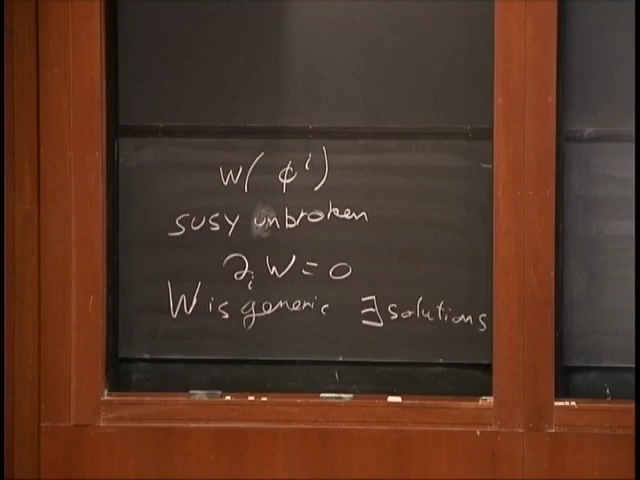 W( ϕ^i )
SUSY unbroken
∂_i W = 0
W is generic ∃ solutions